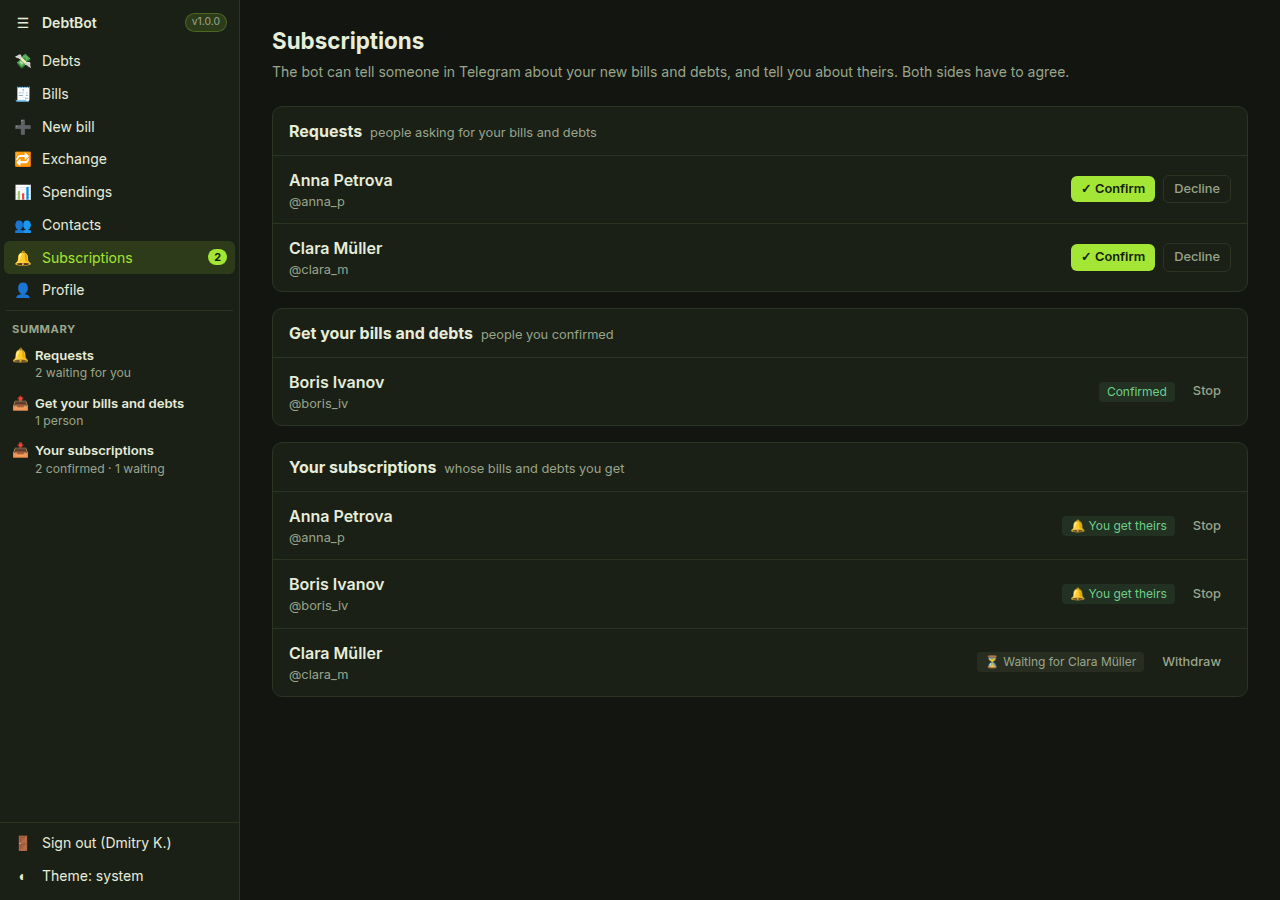 ☰ DebtBot v1.0.0
💸 Debts
🧾 Bills
➕ New bill
🔁 Exchange
📊 Spendings
👥 Contacts
🔔 Subscriptions 2
👤 Profile
SUMMARY
🔔 Requests
2 waiting for you
📤 Get your bills and debts
1 person
📥 Your subscriptions
2 confirmed · 1 waiting
🚪 Sign out (Dmitry K.)
Theme: system
Subscriptions
The bot can tell someone in Telegram about your new bills and debts, and tell you about theirs. Both sides have to agree.
Requests people asking for your bills and debts
Anna Petrova
@anna_p
✓ Confirm Decline
Clara Müller
@clara_m
✓ Confirm Decline
Get your bills and debts people you confirmed
Boris Ivanov
@boris_iv
Confirmed Stop
Your subscriptions whose bills and debts you get
Anna Petrova
@anna_p
🔔 You get theirs Stop
Boris Ivanov
@boris_iv
🔔 You get theirs Stop
Clara Müller
@clara_m
⏳ Waiting for Clara Müller Withdraw